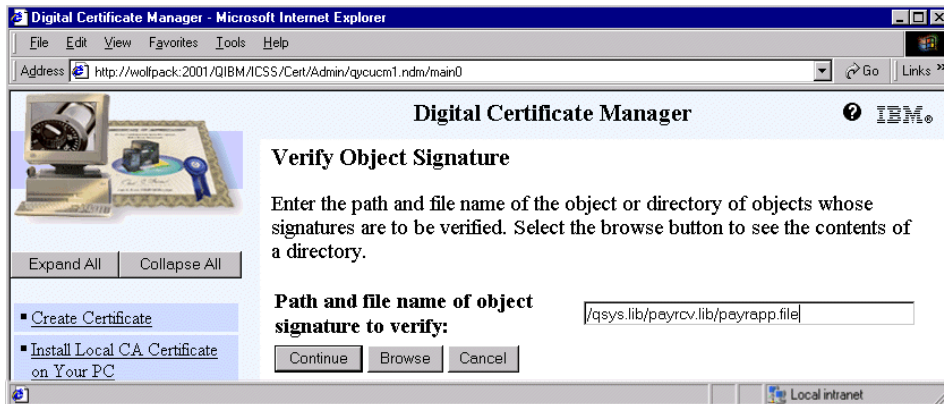 Digital Certificate Manager - Microsoft Internet Explorer
File Edit View Favorites Tools Help
Address http://wolfpack:2001/QIBM/ICSS/Cert/Admin/qycucm1.ndm/main0 Go Links »
Digital Certificate Manager
IBM®
Verify Object Signature
Enter the path and file name of the object or directory of objects whose
signatures are to be verified. Select the browse button to see the contents of
a directory.
Expand All Collapse All
Path and file name of object
signature to verify:
/qsys.lib/payrcv.lib/payrapp.file
Create Certificate
Install Local CA Certificate
on Your PC
Continue Browse Cancel
Local intranet